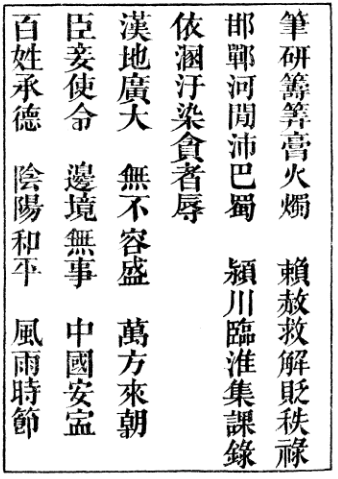 筆研籌筭膏火燭　賴赦救解貶秩祿
邯鄲河閒沛巴蜀　潁川臨淮集課錄
依溷汙染貪者辱
漢地廣大　無不容盛　萬方來朝
臣妾使令　邊境無事　中國安寍
百姓承德　陰陽和平　風雨時節